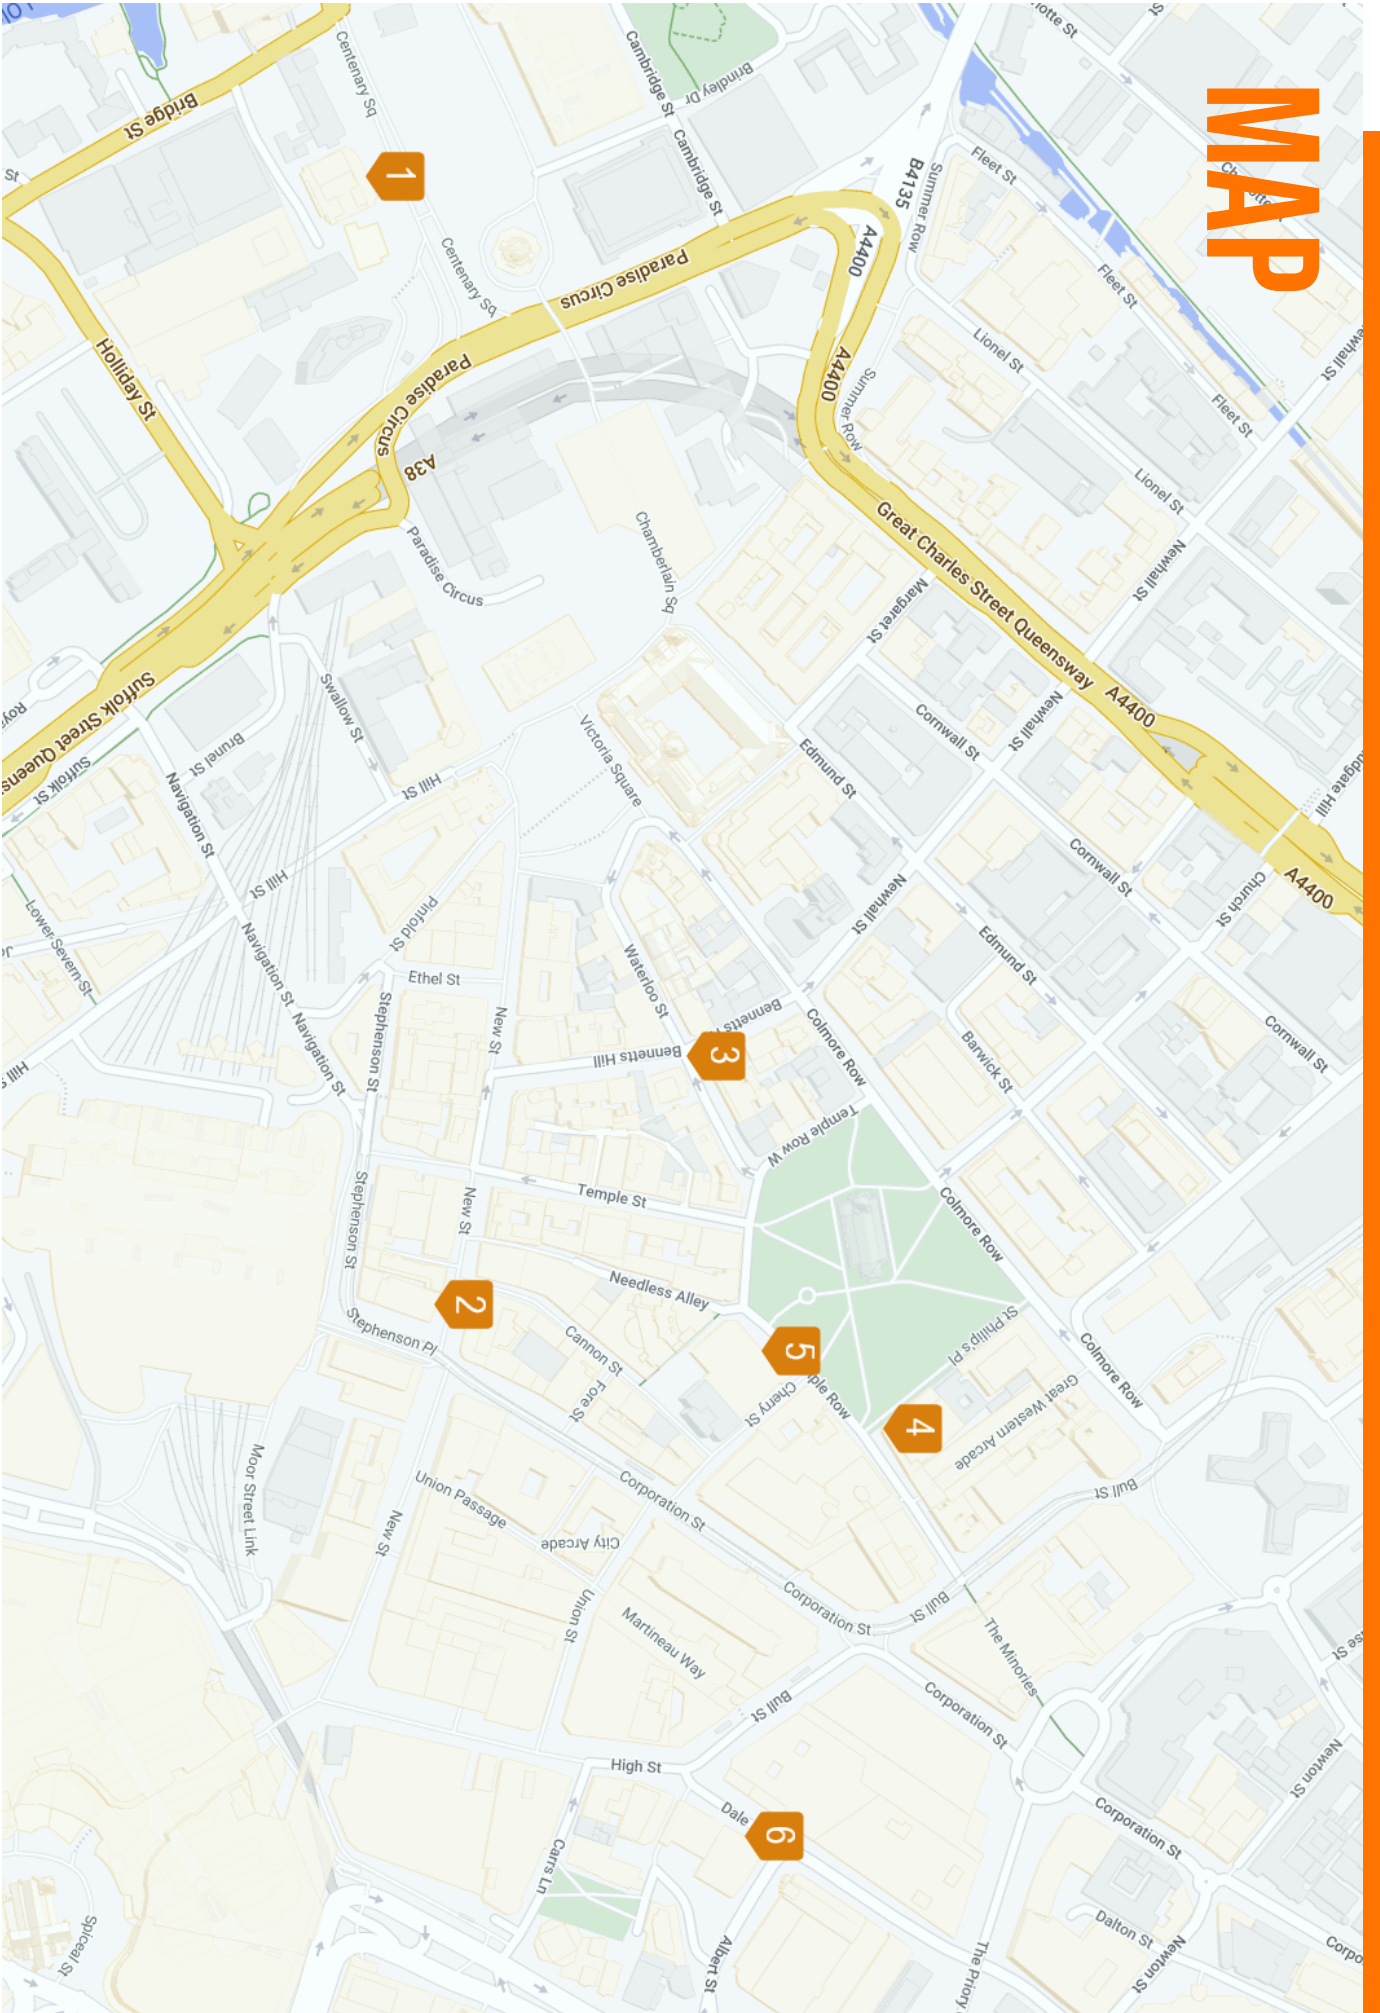 MAP
Bridge St
Centenary Sq
Cambridge St
Brindley Dr
Cambridge St
Fleet St
B4135
Summer Row
A4400
Fleet St
Newhall St
1
Centenary Sq
Paradise Circus
Lionel St
A4400
Summer Row
Fleet St
Holliday St
Paradise Circus
A38
Lionel St
Great Charles Street Queensway
Newhall St
Paradise Circus
Chamberlain Sq
Margaret St
A4400
Suffolk St
Brunel St
Swallow St
Hill St
Victoria Square
Edmund St
Cornwall St
Newhall St
Navigation St
Cornwall St
Church St
A4400
Hill St
Pinfold St
Newhall St
Lower Severn St
Navigation St
Ethel St
Waterloo St
Edmund St
Navigation St
Stephenson St
New St
Bennetts Hill
3
Colmore Row
Barwick St
Cornwall St
Hill St
Temple Row W
Stephenson St
New St
Temple St
Colmore Row
2
Needless Alley
St Philip's Pl
Stephenson Pl
Cannon St
5
Colmore Row
Fore St
Cherry St
4
Great Western Arcade
Moor Street Link
Union Passage
New St
Corporation St
Bull St
City Arcade
Union St
Martineau Way
Corporation St
Bull St
The Minories
Bull St
Corporation St
Newton St
High St
Dale
6
Corporation St
Carrs Ln
Spiceal St
Albert St
The Priory
Dalton St
Newton St